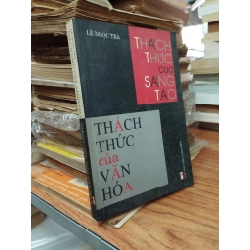 LÊ NGỌC TRÀ
THÁCH
THỨC
của
SÁNG
TẠO
THÁCH
THỨC
của
VĂN
HÓA